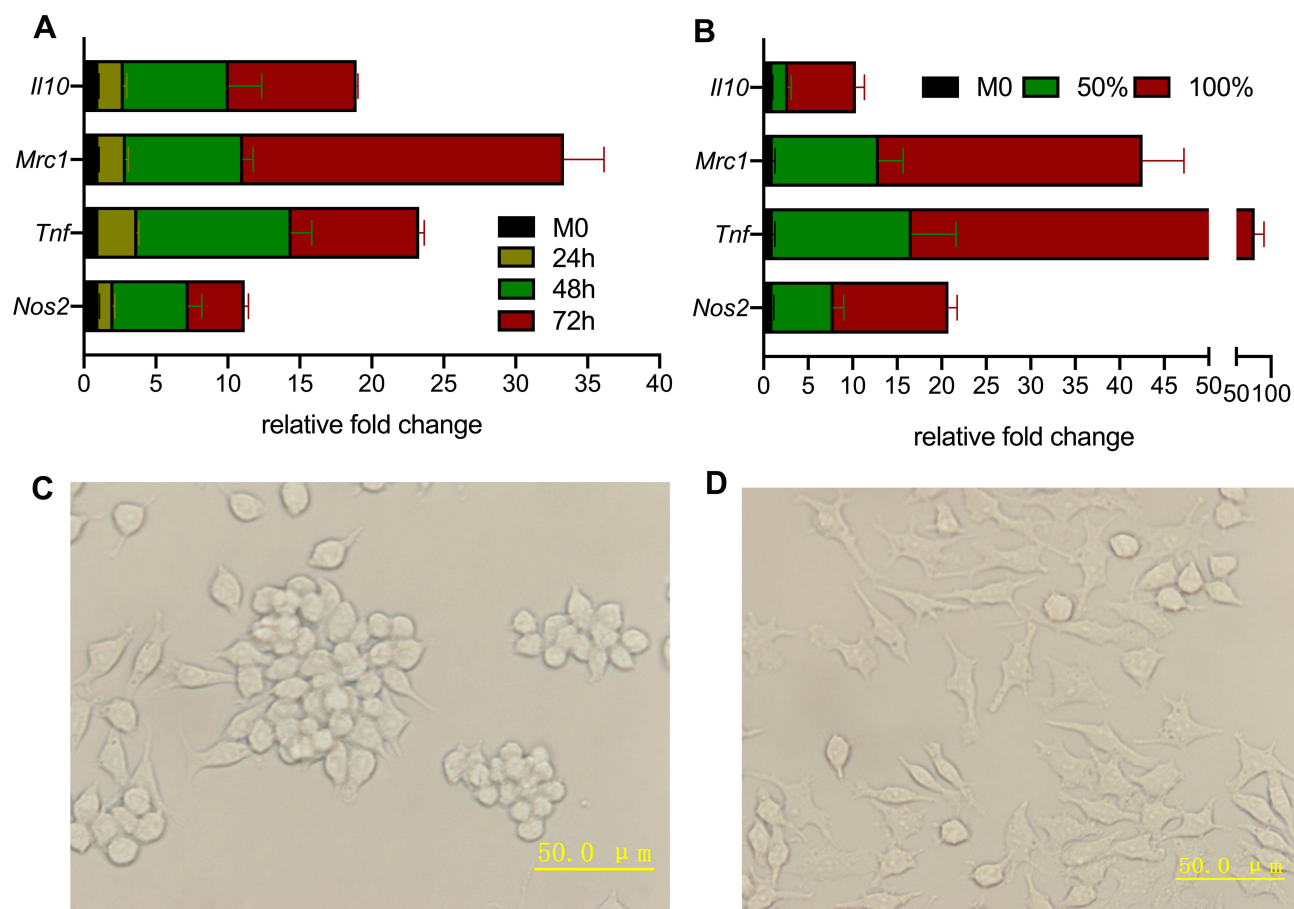 A
Il10
Mrc1
Tnf
Nos2
M0
24h
48h
72h
0 5 10 15 20 25 30 35 40
relative fold change
B
Il10
Mrc1
Tnf
Nos2
M0 50% 100%
0 5 10 15 20 25 30 35 40 45 50 50 100
relative fold change
C
50.0 μm
D
50.0 μm